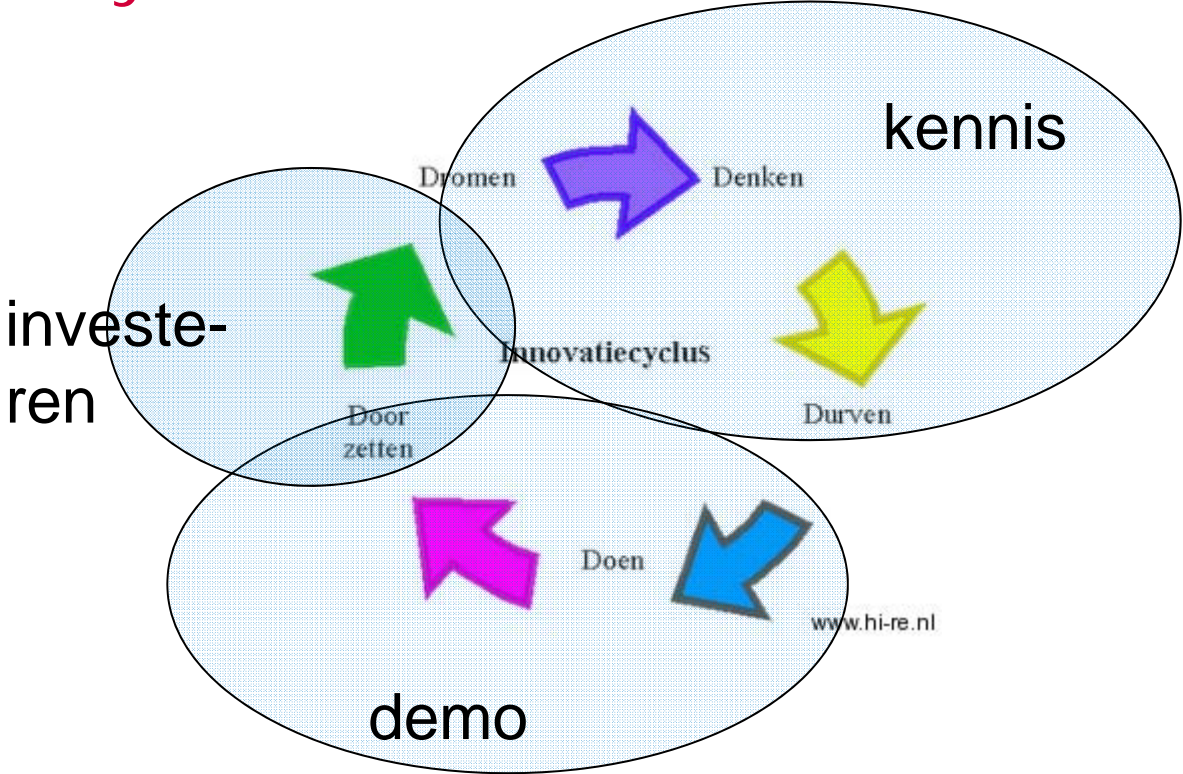 kennis
Dromen
Denken
investe-
ren
Innovatiecyclus
Durven
Door
zetten
Doen
www.hi-re.nl
demo